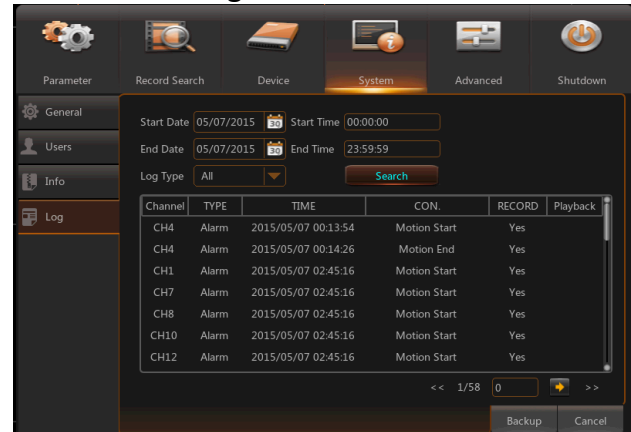 Parameter Record Search Device System Advanced Shutdown
General
Users
Info
Log
Start Date 05/07/2015 30 Start Time 00:00:00
End Date 05/07/2015 30 End Time 23:59:59
Log Type All Search
Channel TYPE TIME CON. RECORD Playback
CH4 Alarm 2015/05/07 00:13:54 Motion Start Yes
CH4 Alarm 2015/05/07 00:14:26 Motion End Yes
CH1 Alarm 2015/05/07 02:45:16 Motion Start Yes
CH7 Alarm 2015/05/07 02:45:16 Motion Start Yes
CH8 Alarm 2015/05/07 02:45:16 Motion Start Yes
CH10 Alarm 2015/05/07 02:45:16 Motion Start Yes
CH12 Alarm 2015/05/07 02:45:16 Motion Start Yes
<< 1/58 0 >>
Backup Cancel